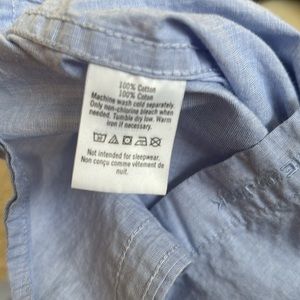 100% Cotton
100% Coton
Machine wash cold separately.
Only non-chlorine bleach when
needed. Tumble dry low. Warm
iron if necessary.
Not intended for sleepwear.
Non conçu comme vêtement de
nuit.